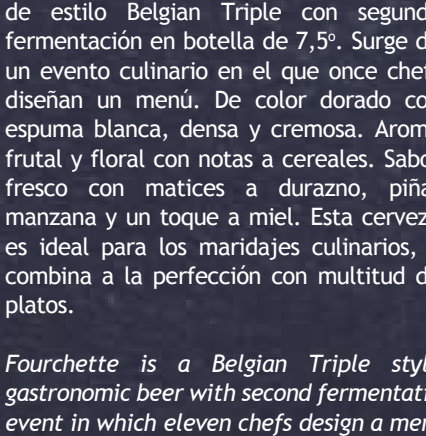 de estilo Belgian Triple con segund
fermentación en botella de 7,5º. Surge d
un evento culinario en el que once chef
diseñan un menú. De color dorado co
espuma blanca, densa y cremosa. Arom
frutal y floral con notas a cereales. Sabo
fresco con matices a durazno, piña
manzana y un toque a miel. Esta cervez
es ideal para los maridajes culinarios,
combina a la perfección con multitud d
platos.
Fourchette is a Belgian Triple styl
gastronomic beer with second fermentati
event in which eleven chefs design a men